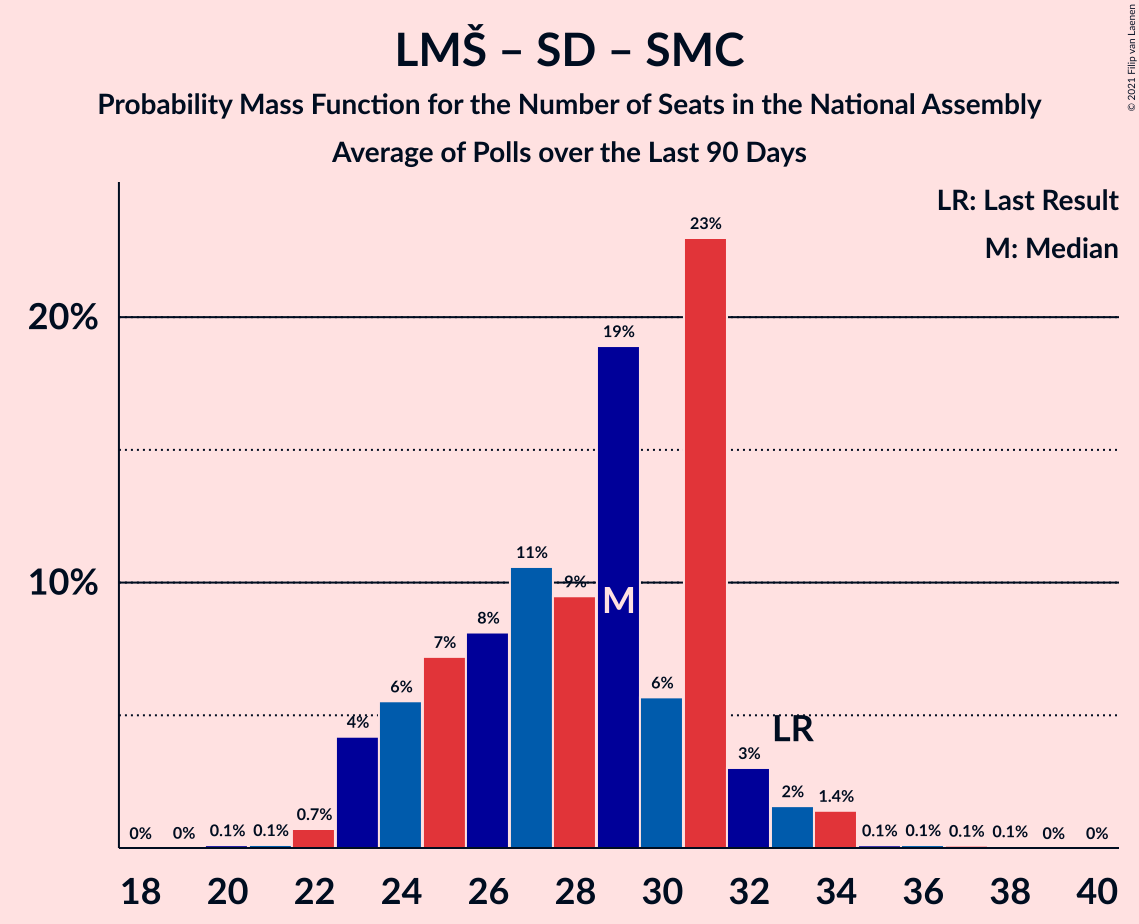 LMŠ – SD – SMC
Probability Mass Function for the Number of Seats in the National Assembly
Average of Polls over the Last 90 Days
© 2021 Filip van Laenen
LR: Last Result
M: Median
20%
10%
0%
0%
0.1%
0.1%
0.7%
4%
6%
7%
8%
11%
9%
19%
6%
23%
3%
2%
1.4%
0.1%
0.1%
0.1%
0.1%
0%
0%
M
LR
18 20 22 24 26 28 30 32 34 36 38 40